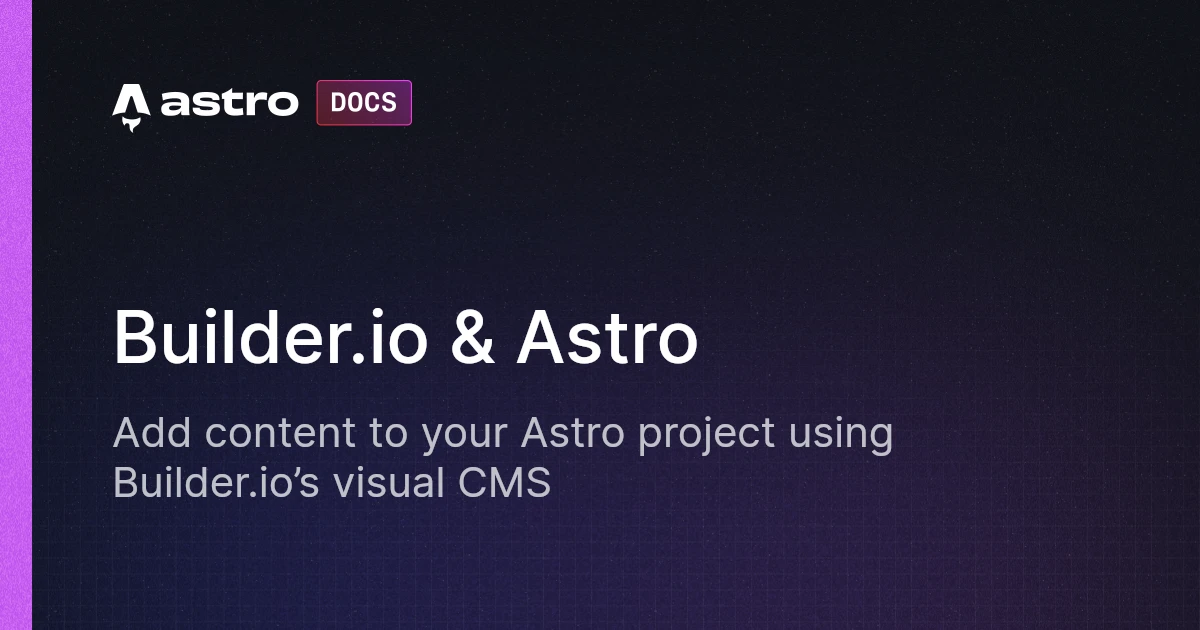 astro DOCS
Builder.io & Astro
Add content to your Astro project using
Builder.io’s visual CMS